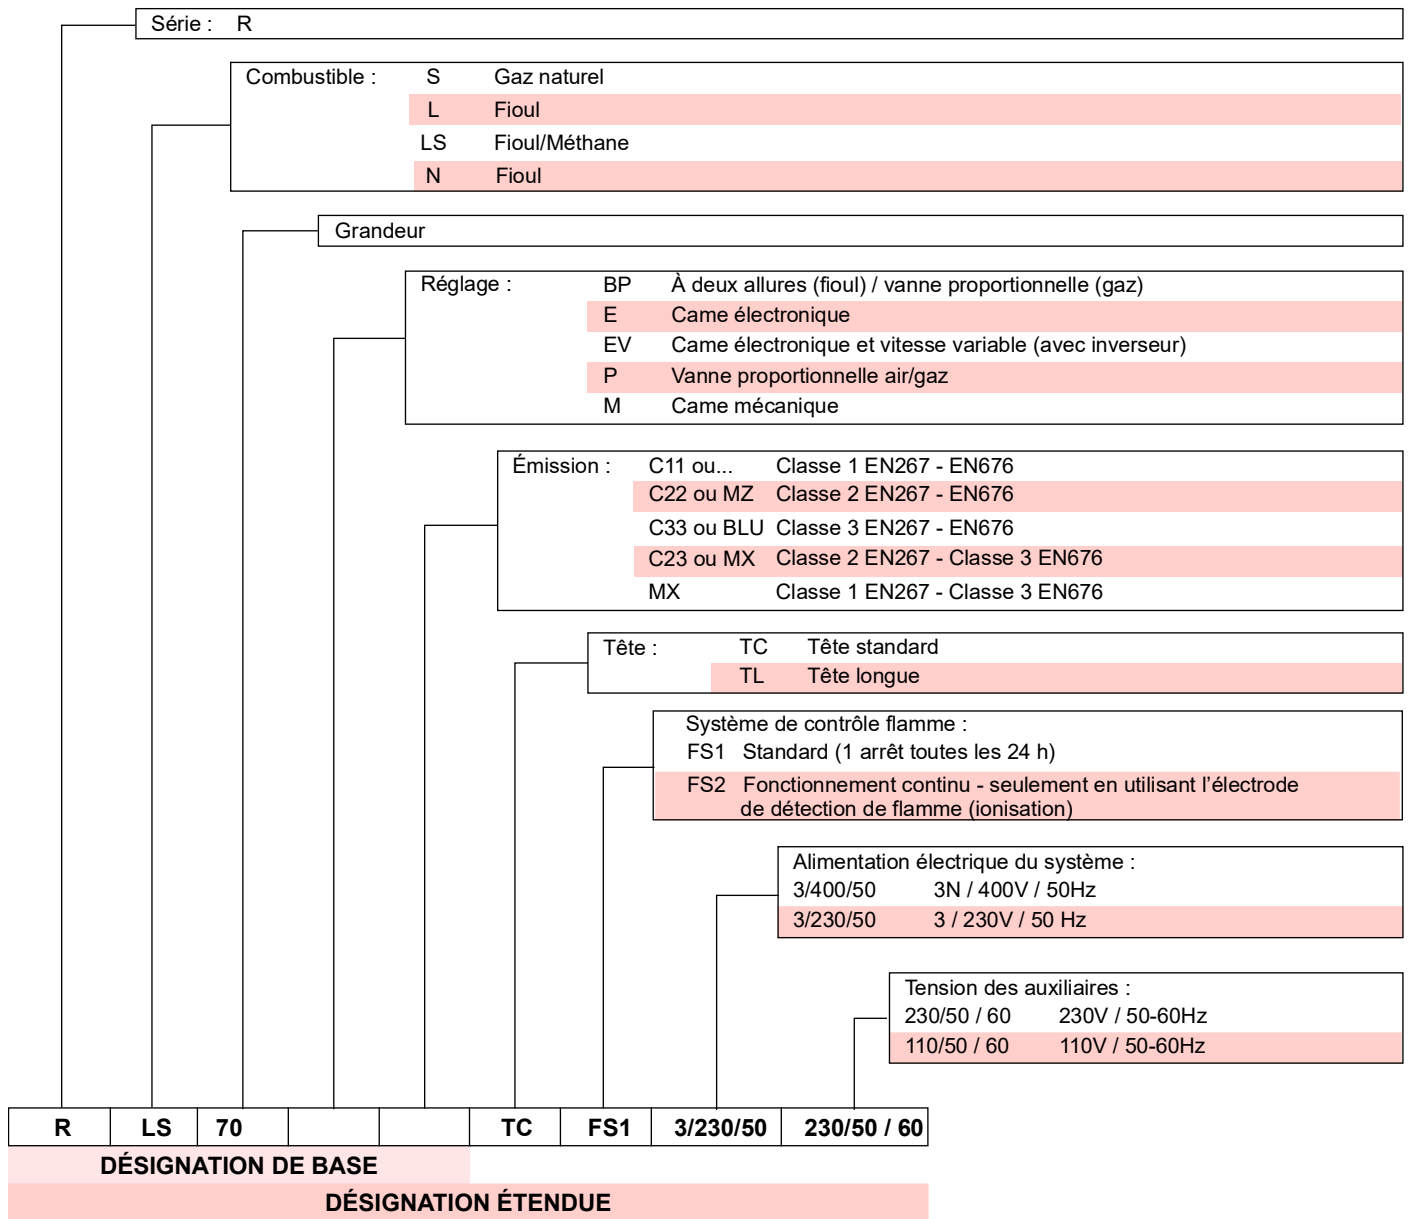 Série : R
Combustible : S Gaz naturel
L Fioul
LS Fioul/Méthane
N Fioul
Grandeur
Réglage : BP À deux allures (fioul) / vanne proportionnelle (gaz)
E Came électronique
EV Came électronique et vitesse variable (avec inverseur)
P Vanne proportionnelle air/gaz
M Came mécanique
Émission : C11 ou... Classe 1 EN267 - EN676
C22 ou MZ Classe 2 EN267 - EN676
C33 ou BLU Classe 3 EN267 - EN676
C23 ou MX Classe 2 EN267 - Classe 3 EN676
MX Classe 1 EN267 - Classe 3 EN676
Tête : TC Tête standard
TL Tête longue
Système de contrôle flamme :
FS1 Standard (1 arrêt toutes les 24 h)
FS2 Fonctionnement continu - seulement en utilisant l’électrode
de détection de flamme (ionisation)
Alimentation électrique du système :
3/400/50 3N / 400V / 50Hz
3/230/50 3 / 230V / 50 Hz
Tension des auxiliaires :
230/50 / 60 230V / 50-60Hz
110/50 / 60 110V / 50-60Hz
R LS 70 TC FS1 3/230/50 230/50 / 60
DÉSIGNATION DE BASE
DÉSIGNATION ÉTENDUE